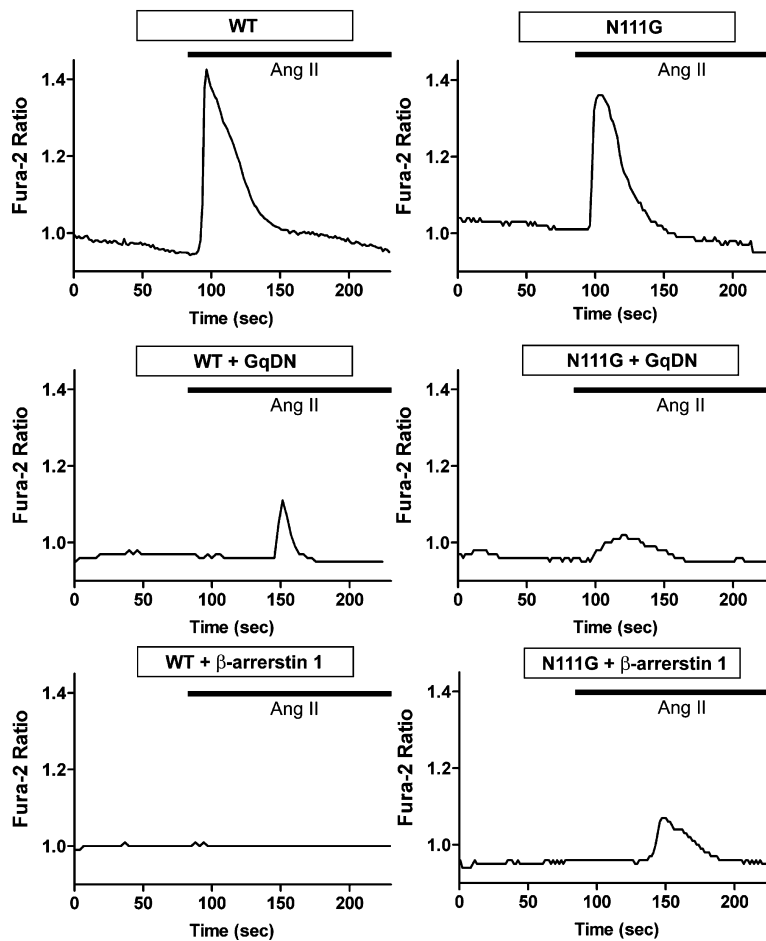 WT
Ang II
Fura-2 Ratio
1.4
1.2
1.0
0 50 100 150 200
Time (sec)
N111G
Ang II
Fura-2 Ratio
1.4
1.2
1.0
0 50 100 150 200
Time (sec)
WT + GqDN
Ang II
Fura-2 Ratio
1.4
1.2
1.0
0 50 100 150 200
Time (sec)
N111G + GqDN
Ang II
Fura-2 Ratio
1.4
1.2
1.0
0 50 100 150 200
Time (sec)
WT + β-arrerstin 1
Ang II
Fura-2 Ratio
1.4
1.2
1.0
0 50 100 150 200
Time (sec)
N111G + β-arrerstin 1
Ang II
Fura-2 Ratio
1.4
1.2
1.0
0 50 100 150 200
Time (sec)